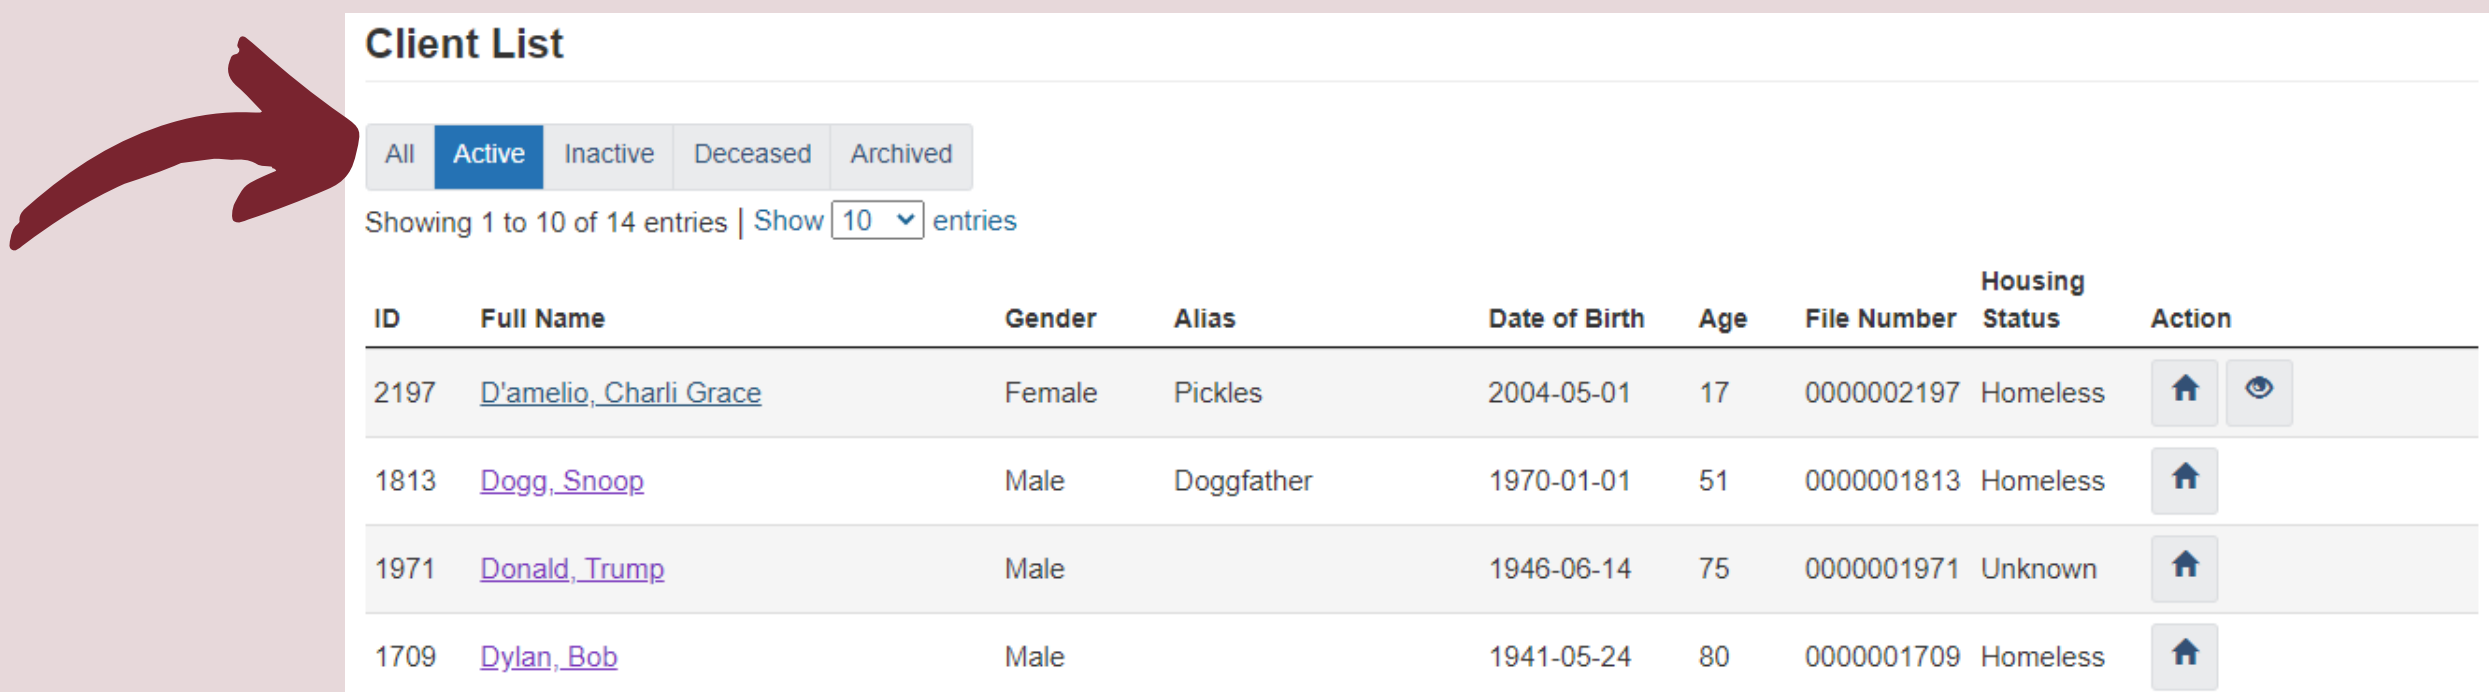 Client List
All Active Inactive Deceased Archived
Showing 1 to 10 of 14 entries | Show 10 entries
Housing
ID Full Name Gender Alias Date of Birth Age File Number Status Action
2197 D'amelio, Charli Grace Female Pickles 2004-05-01 17 0000002197 Homeless
1813 Dogg, Snoop Male Doggfather 1970-01-01 51 0000001813 Homeless
1971 Donald, Trump Male 1946-06-14 75 0000001971 Unknown
1709 Dylan, Bob Male 1941-05-24 80 0000001709 Homeless